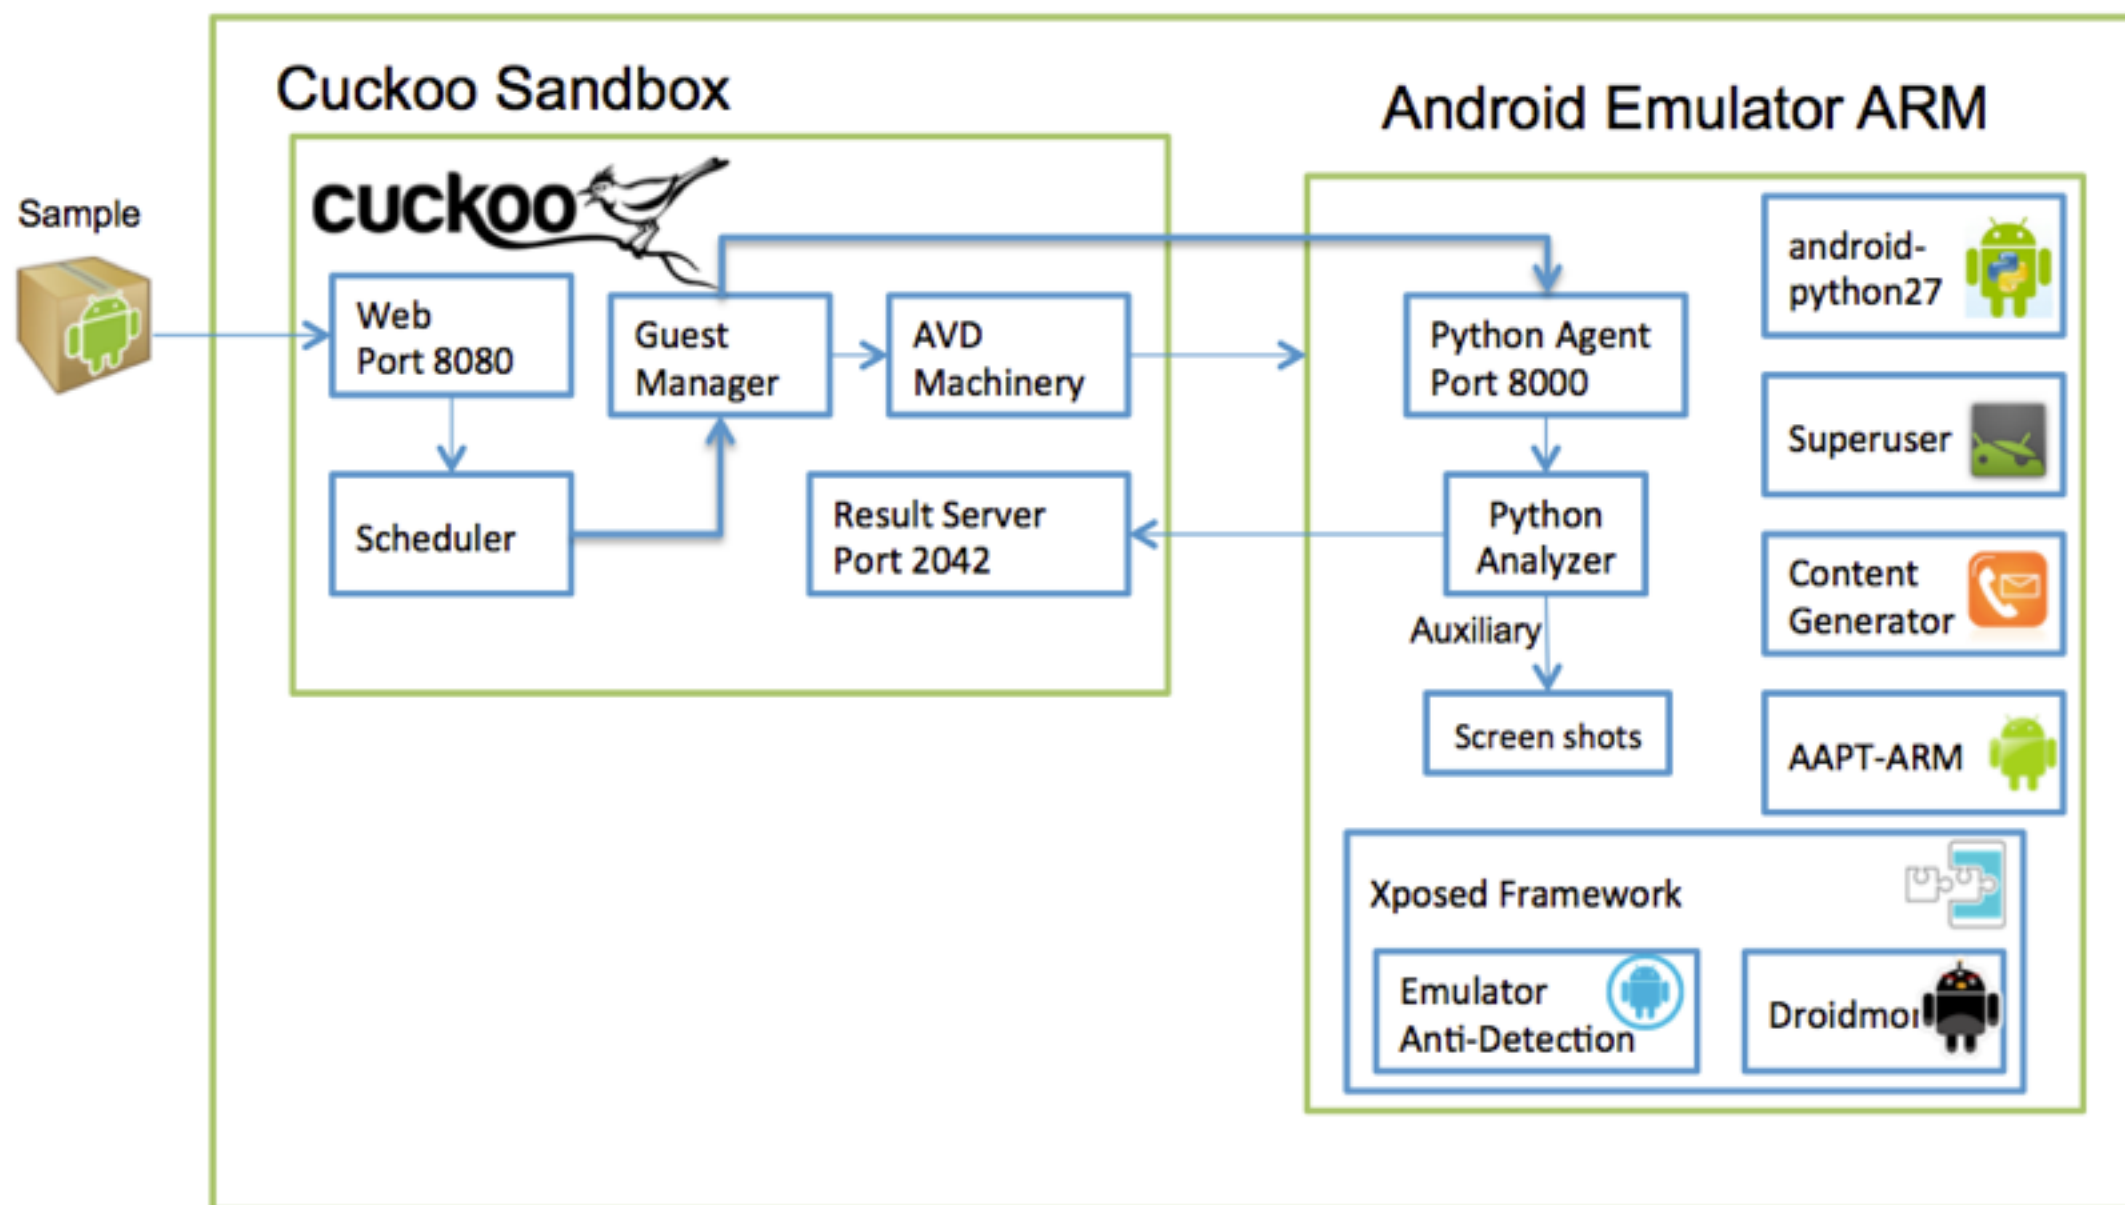 Cuckoo Sandbox
Android Emulator ARM
Sample
cuckoo
Web
Port 8080
Guest
Manager
AVD
Machinery
Scheduler
Result Server
Port 2042
Python Agent
Port 8000
Python
Analyzer
Auxiliary
Screen shots
android-
python27
Superuser
Content
Generator
AAPT-ARM
Xposed Framework
Emulator
Anti-Detection